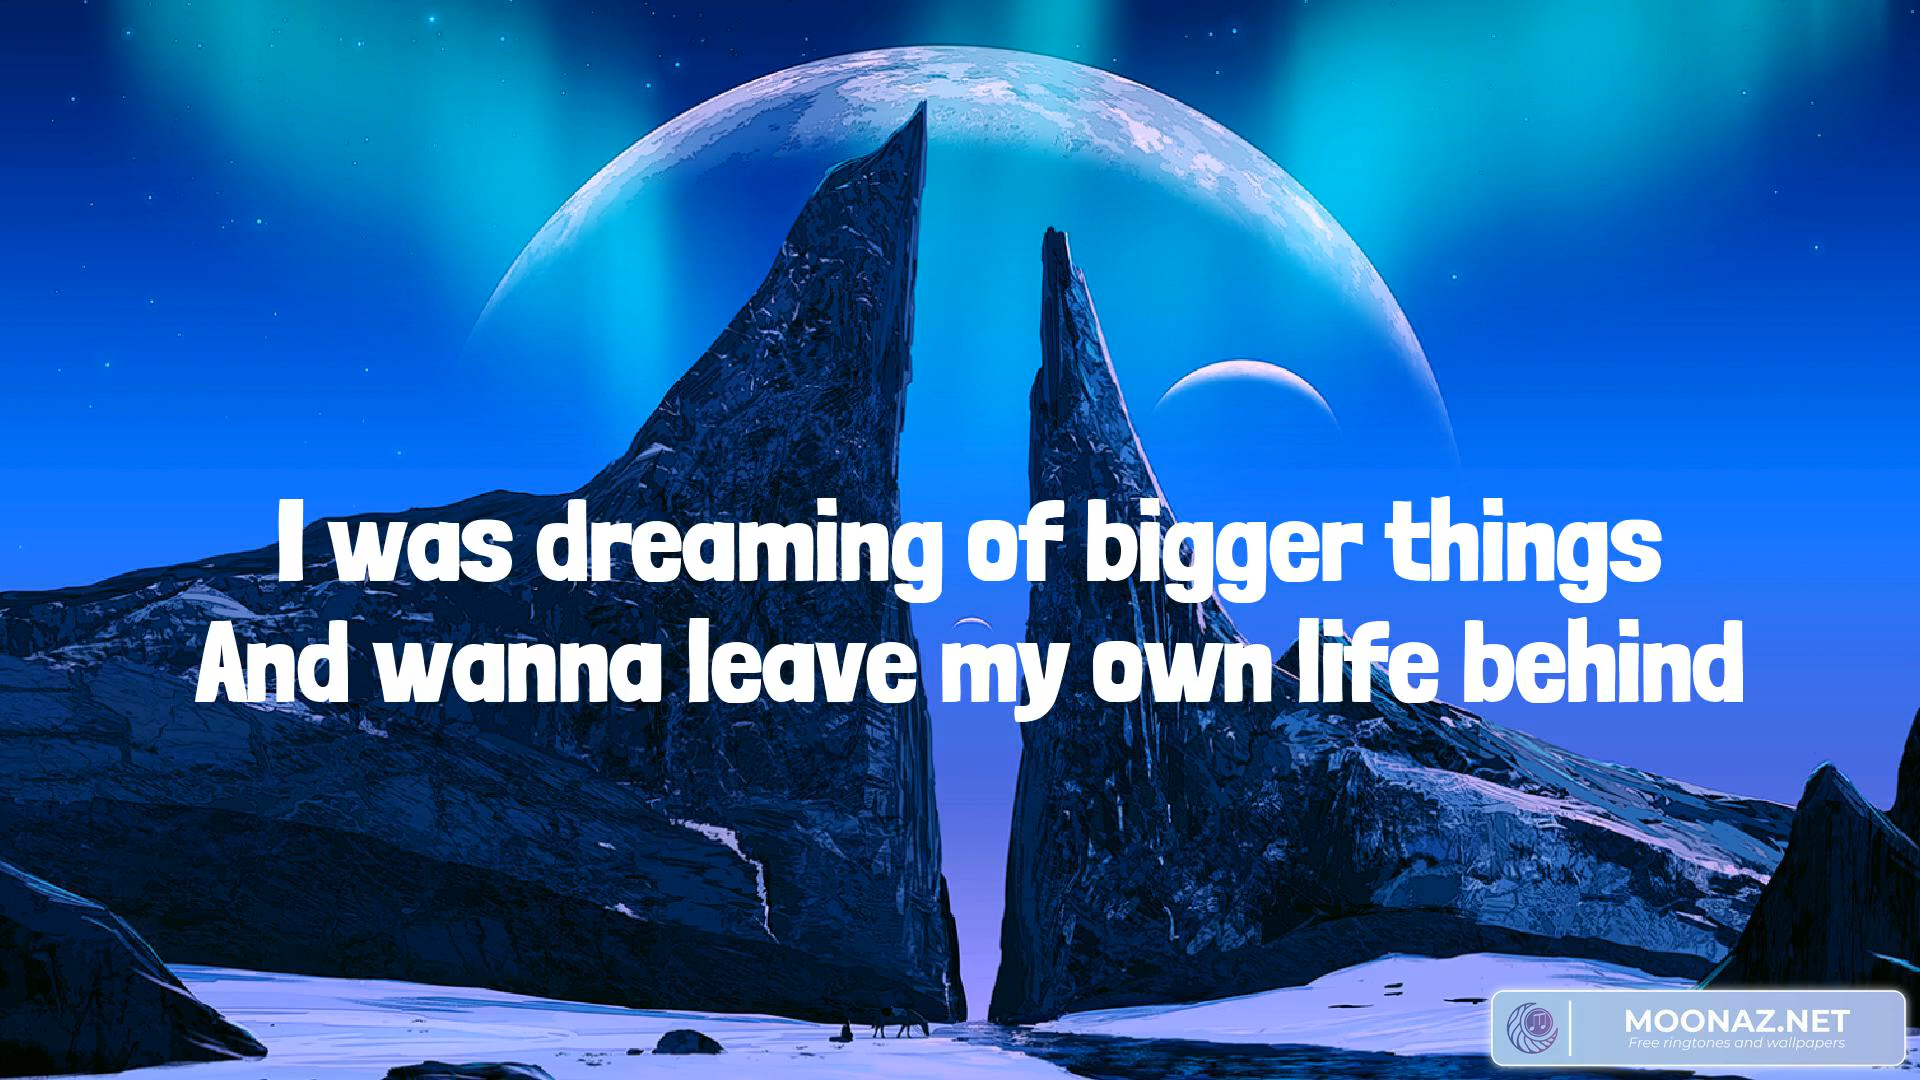 I was dreaming of bigger things
And wanna leave my own life behind
MOONAZ.NET
Free ringtones and wallpapers